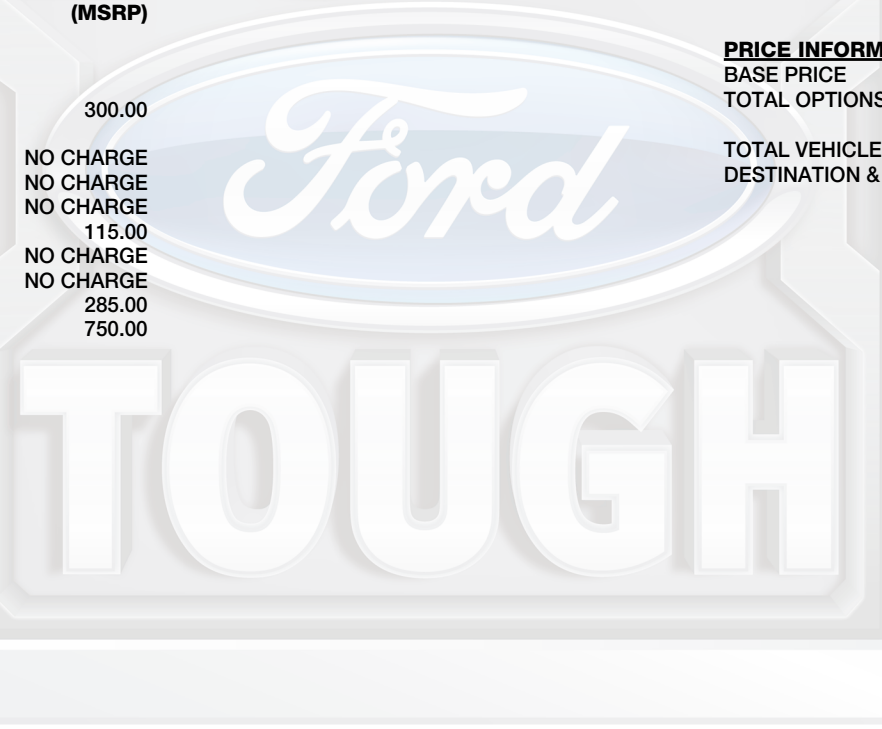 (MSRP)
300.00
NO CHARGE
NO CHARGE
NO CHARGE
115.00
NO CHARGE
NO CHARGE
285.00
750.00
PRICE INFORM
BASE PRICE
TOTAL OPTIONS
TOTAL VEHICLE
DESTINATION &
Ford
TOUGH